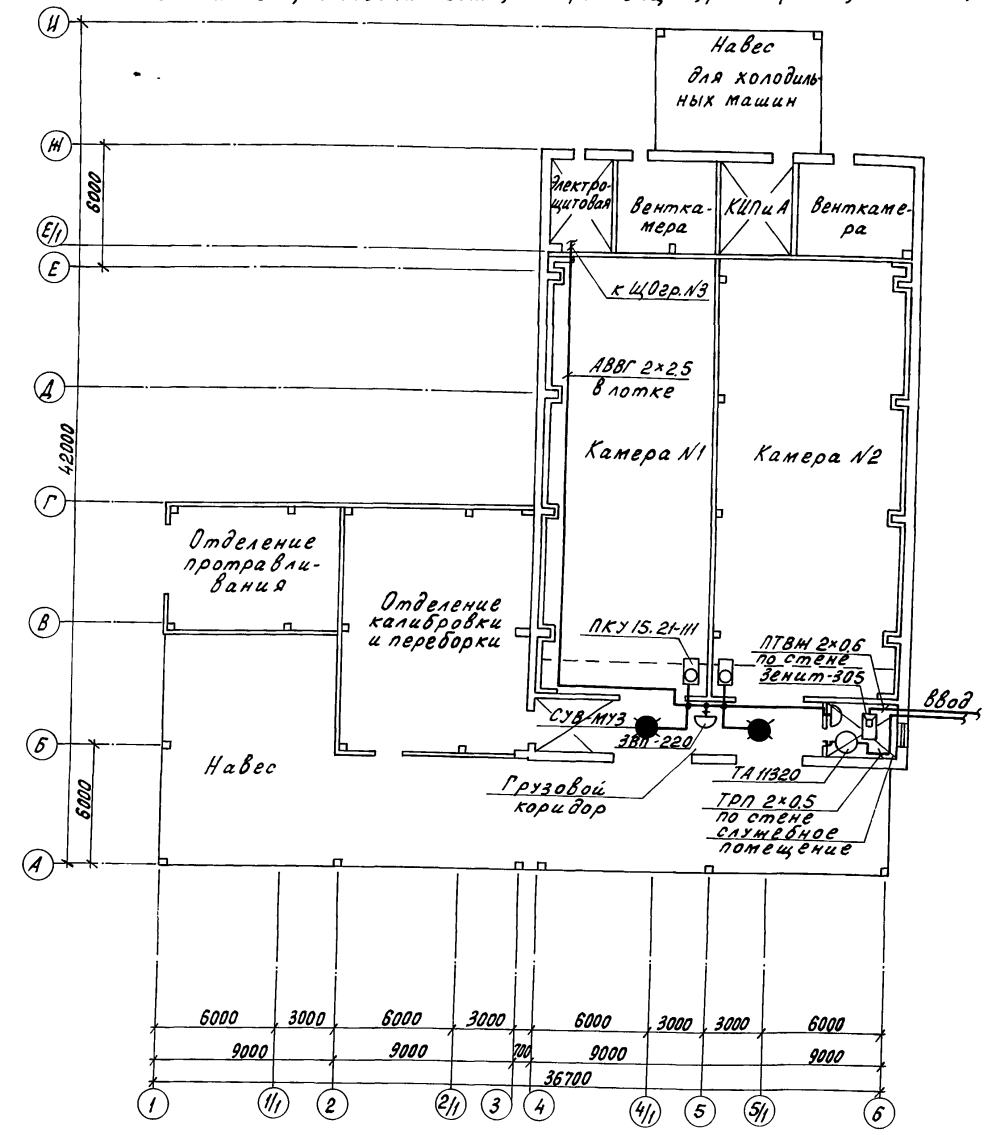 И
Навес
для холодиль-
ных машин
Ж
6000
Электро-
щитовая
Венткa-
мера
КИПиА
Венткаме-
ра
Е/1
Е
к ЩО гр. N3
АВВГ 2×2.5
в лотке
Д
42000
Камера N1
Камера N2
Г
Отделение
протравли-
вания
Отделение
калибровки
и переборки
В
ПКУ 15.21-111
ПТВЖ 2×0.6
по стене
Зенит-305
Ввод
СУВ-МУЗ
ЗВП-220
Б
Навес
6000
Грузовой
коридор
ТА 11320
ТРП 2×0.5
по стене
служебное
помещение
А
6000 3000 6000 3000 6000 3000 3000 6000
9000 9000 700 9000 9000
36700
1 1/1 2 2/1 3 4 4/1 5 5/1 6